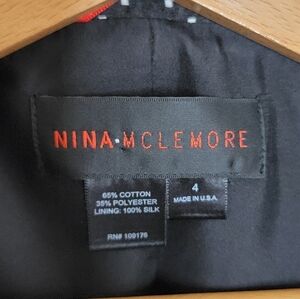 NINA McLEMORE
65% COTTON
35% POLYESTER
LINING: 100% SILK
RN# 109176
4
MADE IN U.S.A.